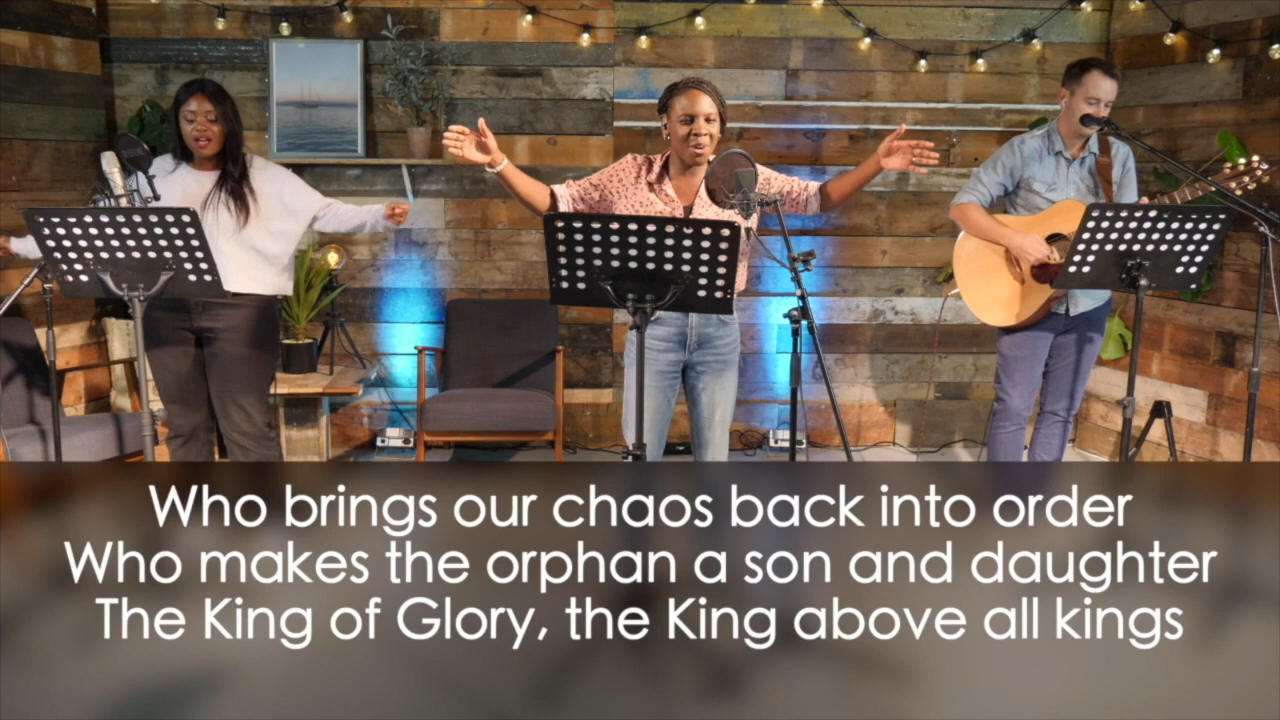 Who brings our chaos back into order
Who makes the orphan a son and daughter
The King of Glory, the King above all kings